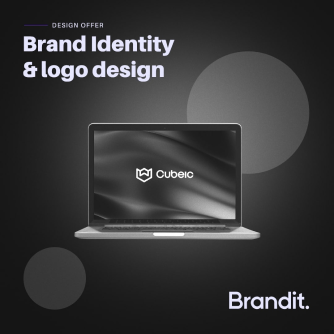 DESIGN OFFER
Brand Identity
& logo design
Cubeic
Brandit.